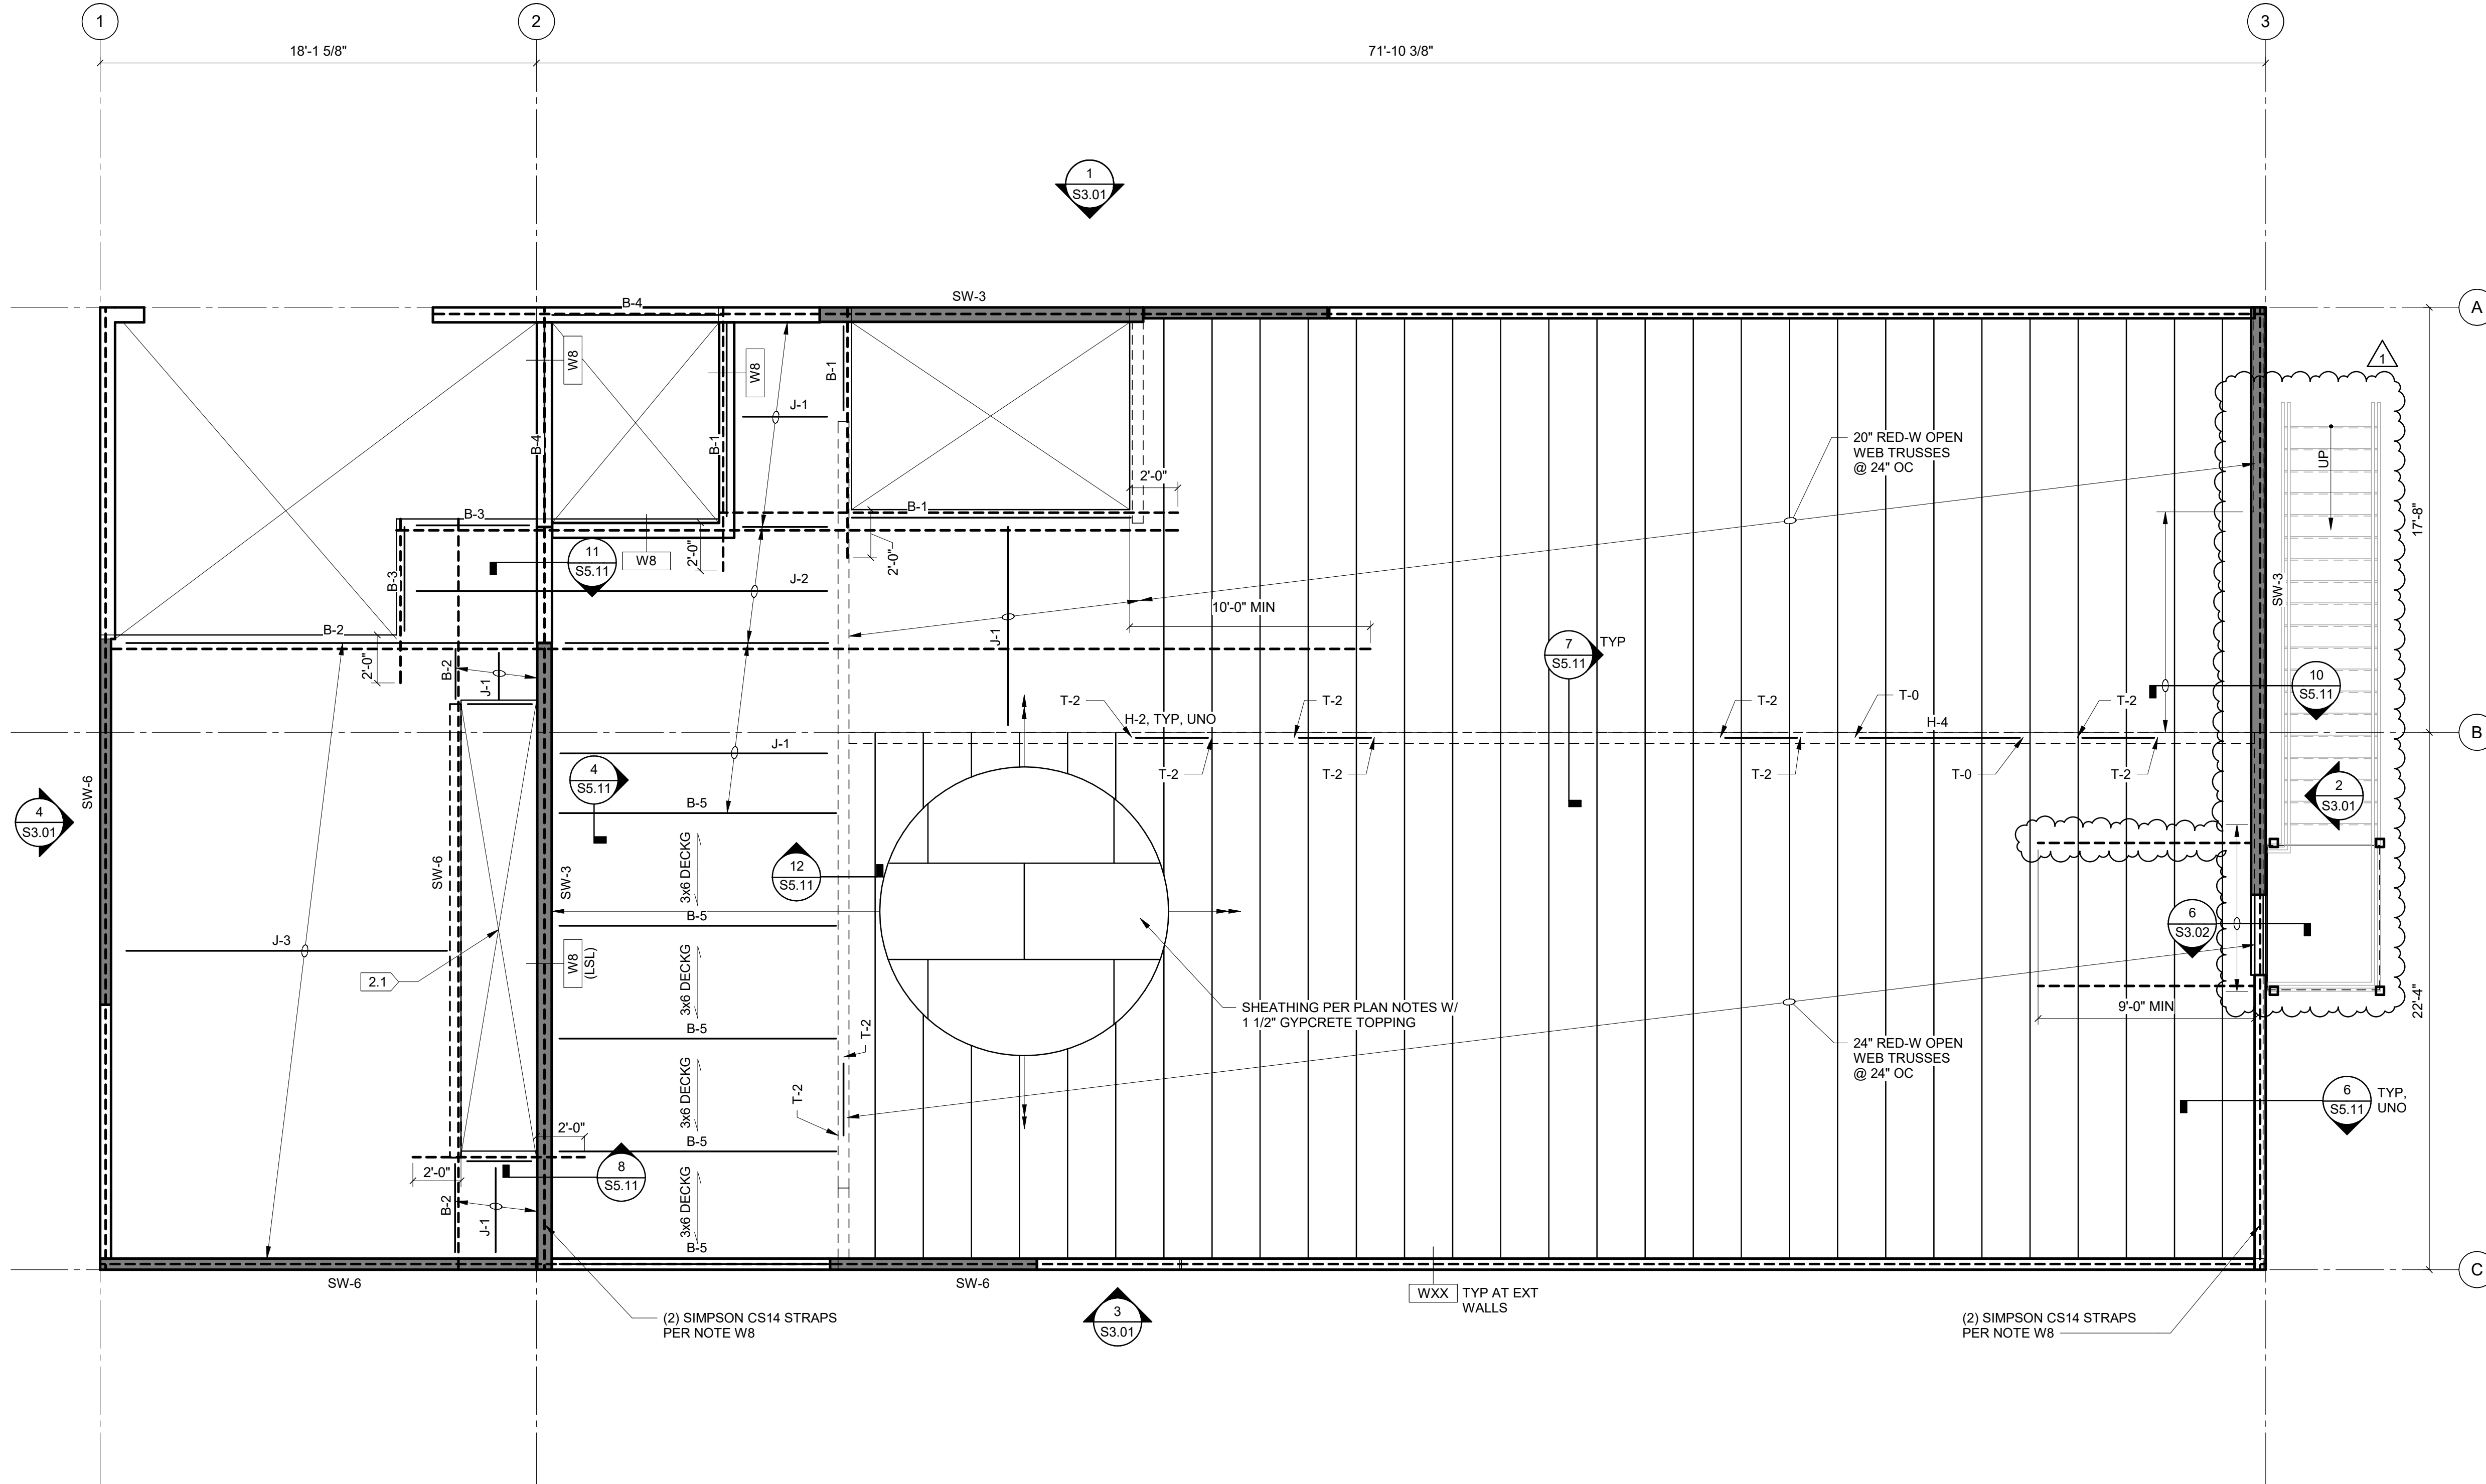 1
2
3
18'-1 5/8"
71'-10 3/8"
1
S3.01
B-4
SW-3
A
1
W8
W8
B-1
J-1
B-4
B-1
20" RED-W OPEN
WEB TRUSSES
@ 24" OC
UP
2'-0"
17'-8"
B-3
B-1
11
S5.11
W8
2'-0"
2'-0"
B-3
J-2
SW-3
10'-0" MIN
B-2
J-1
7
S5.11
TYP
2'-0"
B-2
J-1
10
S5.11
T-2
H-2, TYP, UNO
T-2
T-2
T-0
H-4
T-2
B
J-1
T-2
T-2
T-2
T-0
T-2
4
S5.11
SW-6
4
S3.01
2
S3.01
B-5
SW-6
SW-3
3x6 DECKG
12
S5.11
B-5
6
S3.02
J-3
2.1
W8
(LSL)
3x6 DECKG
SHEATHING PER PLAN NOTES W/
1 1/2" GYPCRETE TOPPING
9'-0" MIN
22'-4"
B-5
T-2
24" RED-W OPEN
WEB TRUSSES
@ 24" OC
3x6 DECKG
T-2
6
S5.11
TYP,
UNO
2'-0"
B-5
2'-0"
8
S5.11
B-2
J-1
3x6 DECKG
B-5
C
SW-6
SW-6
WXX
TYP AT EXT
WALLS
(2) SIMPSON CS14 STRAPS
PER NOTE W8
3
S3.01
(2) SIMPSON CS14 STRAPS
PER NOTE W8